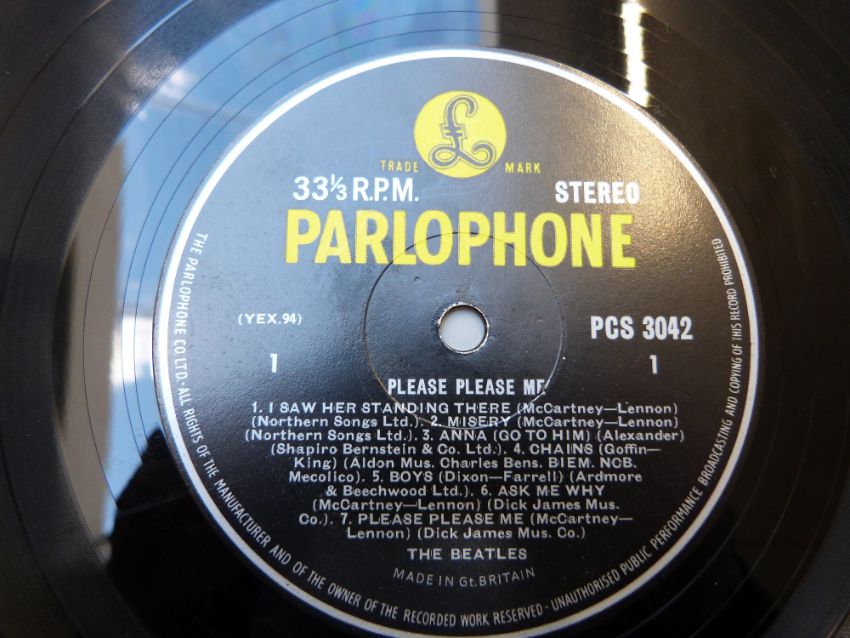 £
TRADE MARK
33⅓ R.P.M. STEREO
PARLOPHONE
(YEX.94) PCS 3042
1 1
PLEASE PLEASE ME
1. I SAW HER STANDING THERE (McCartney—Lennon)
(Northern Songs Ltd.). 2. MISERY (McCartney—Lennon)
(Northern Songs Ltd.). 3. ANNA (GO TO HIM) (Alexander)
(Shapiro Bernstein & Co. Ltd.). 4. CHAINS (Goffin—
King) (Aldon Mus. Charles Bens. BIEM. NCB.
Mecolico). 5. BOYS (Dixon—Farrell) (Ardmore
& Beechwood Ltd.). 6. ASK ME WHY
(McCartney—Lennon) (Dick James Mus.
Co.). 7. PLEASE PLEASE ME (McCartney—
Lennon) (Dick James Mus. Co.)
THE BEATLES
MADE IN Gt. BRITAIN
THE PARLOPHONE CO. LTD. · ALL RIGHTS OF THE MANUFACTURER AND OF THE OWNER OF THE RECORDED WORK RESERVED · UNAUTHORISED PUBLIC PERFORMANCE BROADCASTING AND COPYING OF THIS RECORD PROHIBITED